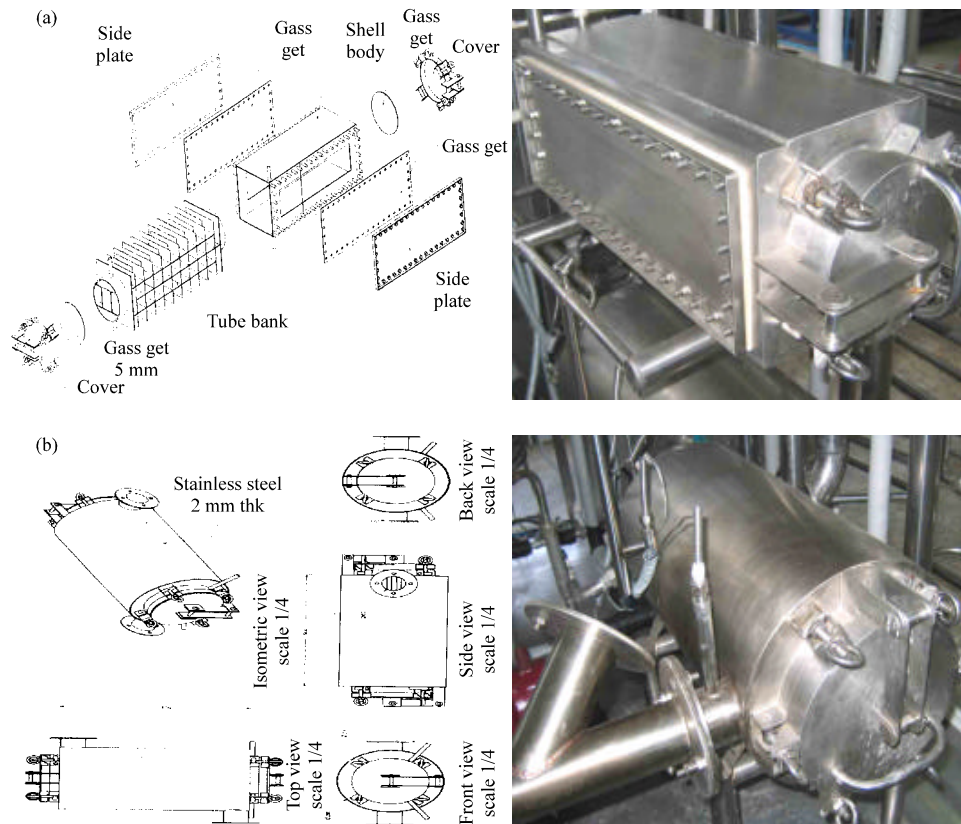 (a)
Side
plate
Gass
get
Shell
body
Gass
get
Cover
Gass get
Side
plate
Tube bank
Gass get
5 mm
Cover
(b)
Stainless steel
2 mm thk
Isometric view
scale 1/4
Back view
scale 1/4
Side view
scale 1/4
Top view
scale 1/4
Front view
scale 1/4